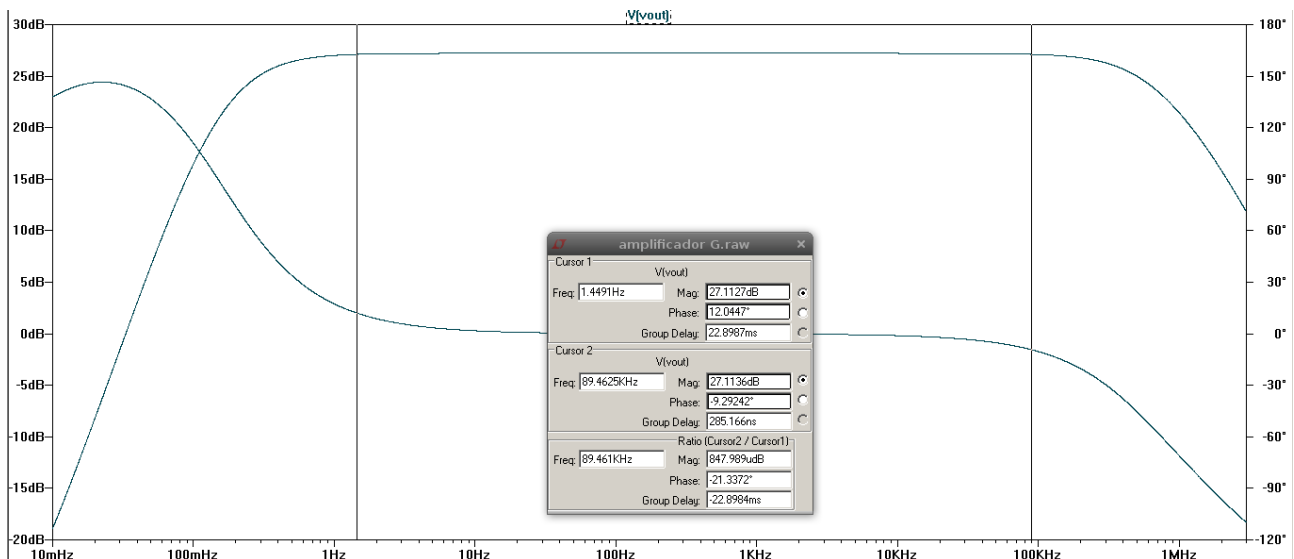 V(vout)
30dB
25dB
20dB
15dB
10dB
5dB
0dB
-5dB
-10dB
-15dB
-20dB
180°
150°
120°
90°
60°
30°
0°
-30°
-60°
-90°
-120°
10mHz 100mHz 1Hz 10Hz 100Hz 1KHz 10KHz 100KHz 1MHz
amplificador G.raw ×
Cursor 1
V(vout)
Freq: 1.4491Hz Mag: 27.1127dB
Phase: 12.0447°
Group Delay: 22.8987ms
Cursor 2
V(vout)
Freq: 89.4625KHz Mag: 27.1136dB
Phase: -9.29242°
Group Delay: 285.166ns
Ratio (Cursor2 / Cursor1)
Freq: 89.461KHz Mag: 847.989udB
Phase: -21.3372°
Group Delay: -22.8984ms